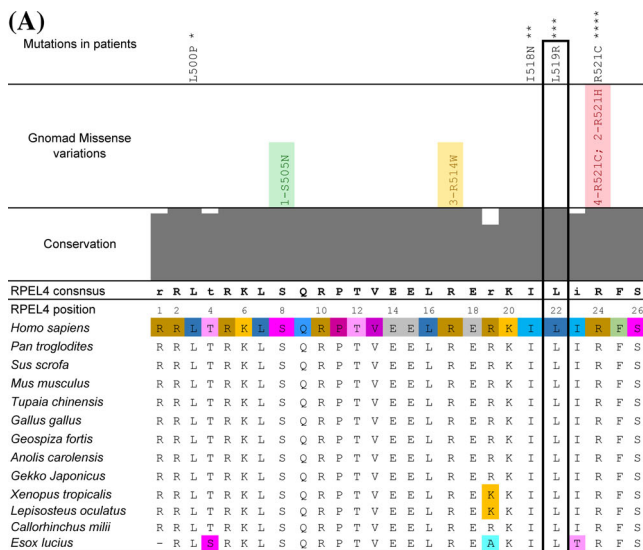 (A)
Mutations in patients
L500P *
I518N **
L519R ***
R521C ****
Gnomad Missense
variations
1-S505N
3-R514W
4-R521C; 2-R521H
Conservation
RPEL4 consnsus r R L t R K L S Q R P T V E E L R E r K I L i R F S
RPEL4 position 1 2 4 6 8 10 12 14 16 18 20 22 24 26
Homo sapiens R R L T R K L S Q R P T V E E L R E R K I L I R F S
Pan troglodytes R R L T R K L S Q R P T V E E L R E R K I L I R F S
Sus scrofa R R L T R K L S Q R P T V E E L R E R K I L I R F S
Mus musculus R R L T R K L S Q R P T V E E L R E R K I L I R F S
Tupaia chinensis R R L T R K L S Q R P T V E E L R E R K I L I R F S
Gallus gallus R R L T R K L S Q R P T V E E L R E R K I L I R F S
Geospiza fortis R R L T R K L S Q R P T V E E L R E R K I L I R F S
Anolis carolensis R R L T R K L S Q R P T V E E L R E R K I L I R F S
Gekko Japonicus R R L T R K L S Q R P T V E E L R E R K I L I R F S
Xenopus tropicalis R R L T R K L S Q R P T V E E L R E K K I L I R F S
Lepisosteus oculatus R R L T R K L S Q R P T V E E L R E K K I L I R F S
Callorhinchus milii R R L T R K L S Q R P T V E E L R E R K I L I R F S
Esox lucius - R L S R K L S Q R P T V E E L R E A K I L T R F S